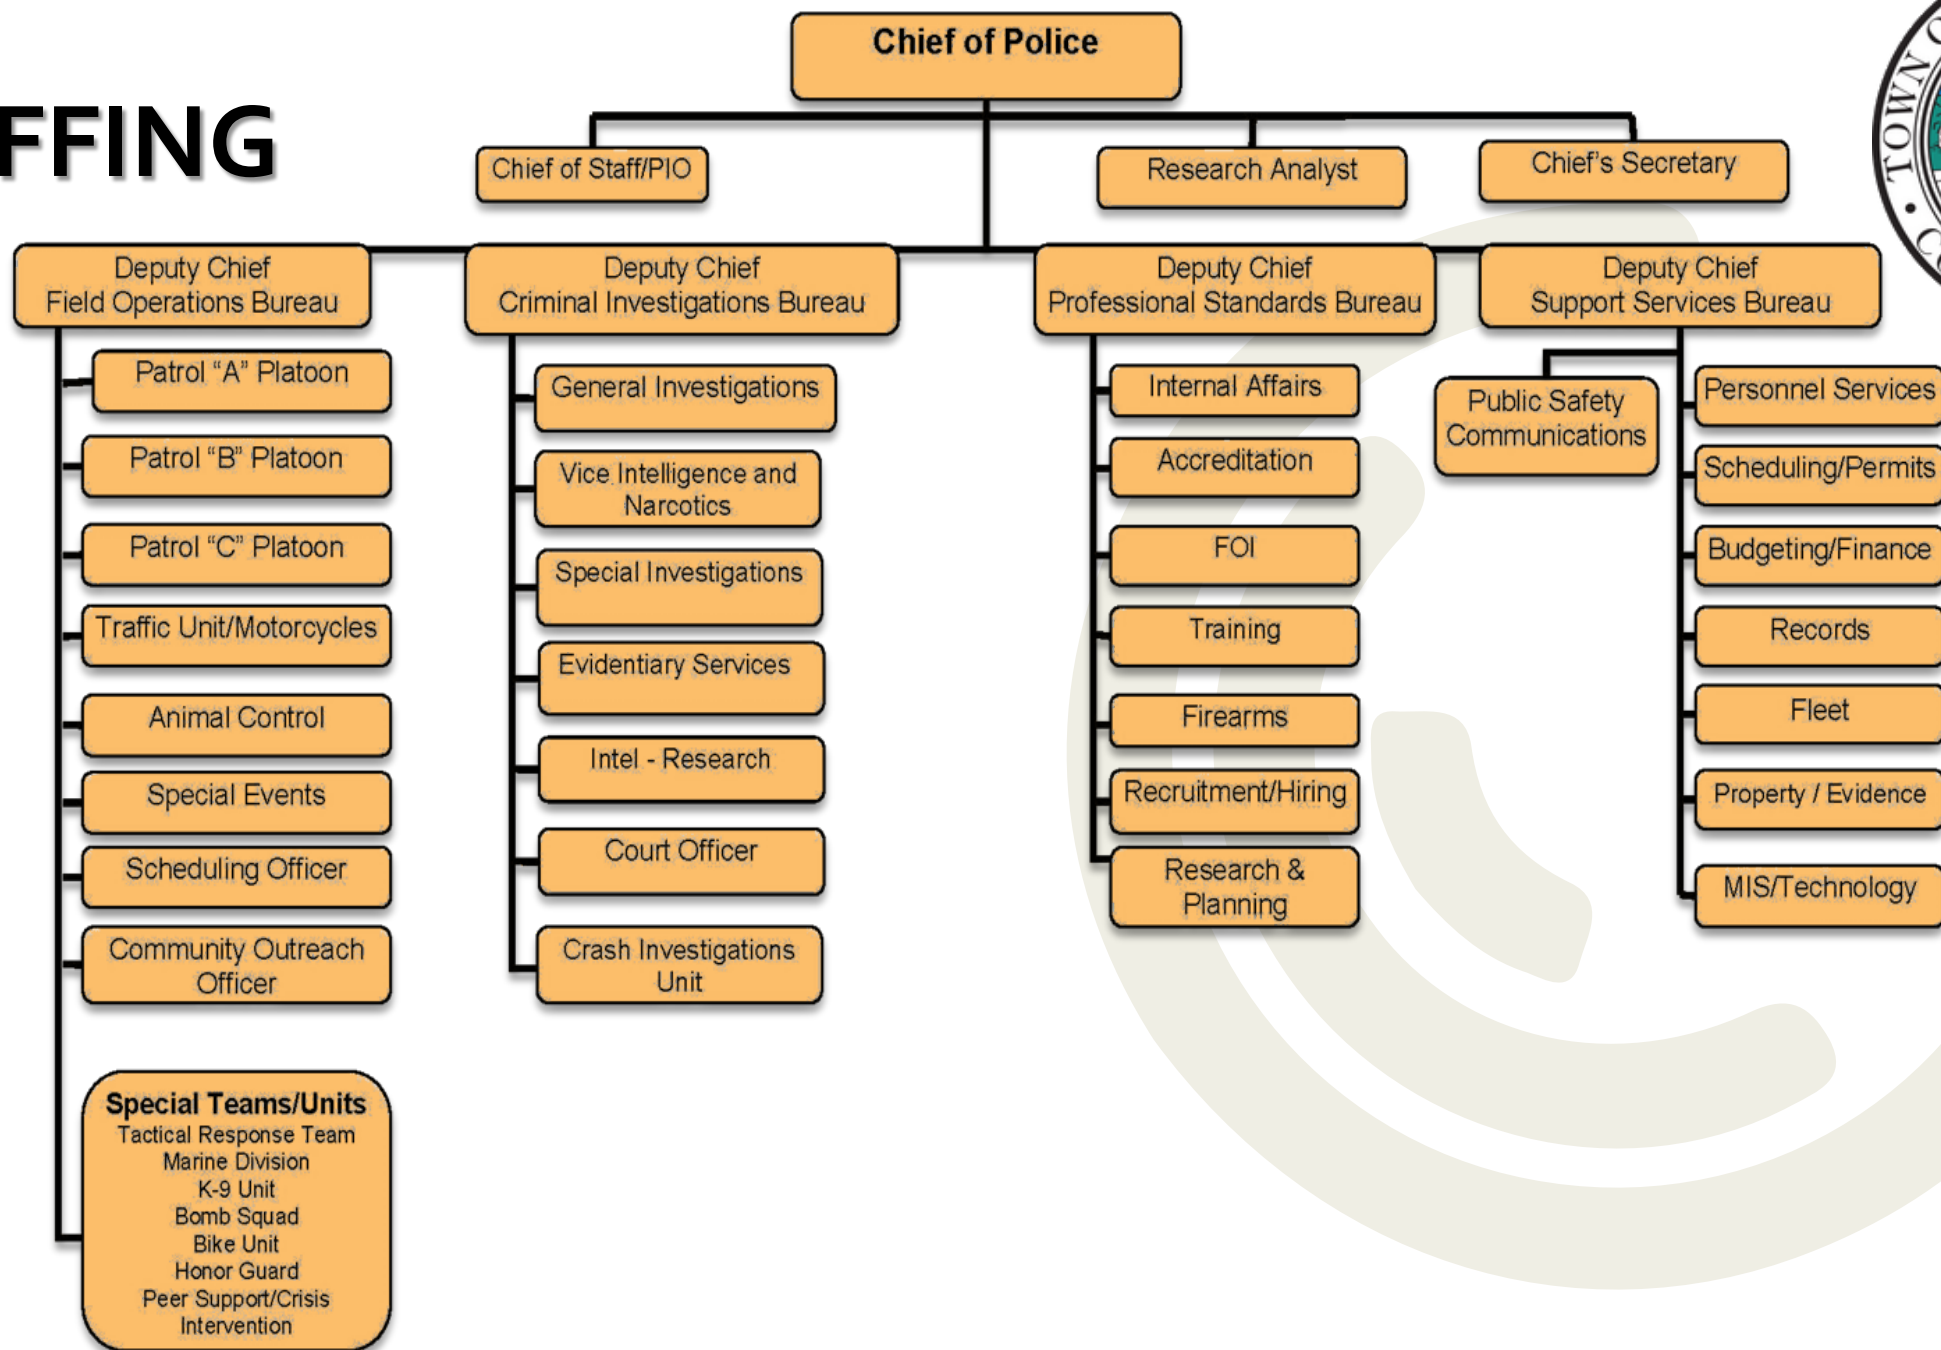 Chief of Police
FFING
Chief of Staff/PIO
Research Analyst
Chief's Secretary
TOWN
Deputy Chief
Field Operations Bureau
Patrol "A" Platoon
Patrol "B" Platoon
Patrol "C" Platoon
Traffic Unit/Motorcycles
Animal Control
Special Events
Scheduling Officer
Community Outreach
Officer
Special Teams/Units
Tactical Response Team
Marine Division
K-9 Unit
Bomb Squad
Bike Unit
Honor Guard
Peer Support/Crisis
Intervention
Deputy Chief
Criminal Investigations Bureau
General Investigations
Vice Intelligence and
Narcotics
Special Investigations
Evidentiary Services
Intel - Research
Court Officer
Crash Investigations
Unit
Deputy Chief
Professional Standards Bureau
Internal Affairs
Accreditation
FOI
Training
Firearms
Recruitment/Hiring
Research &
Planning
Deputy Chief
Support Services Bureau
Public Safety
Communications
Personnel Services
Scheduling/Permits
Budgeting/Finance
Records
Fleet
Property / Evidence
MIS/Technology